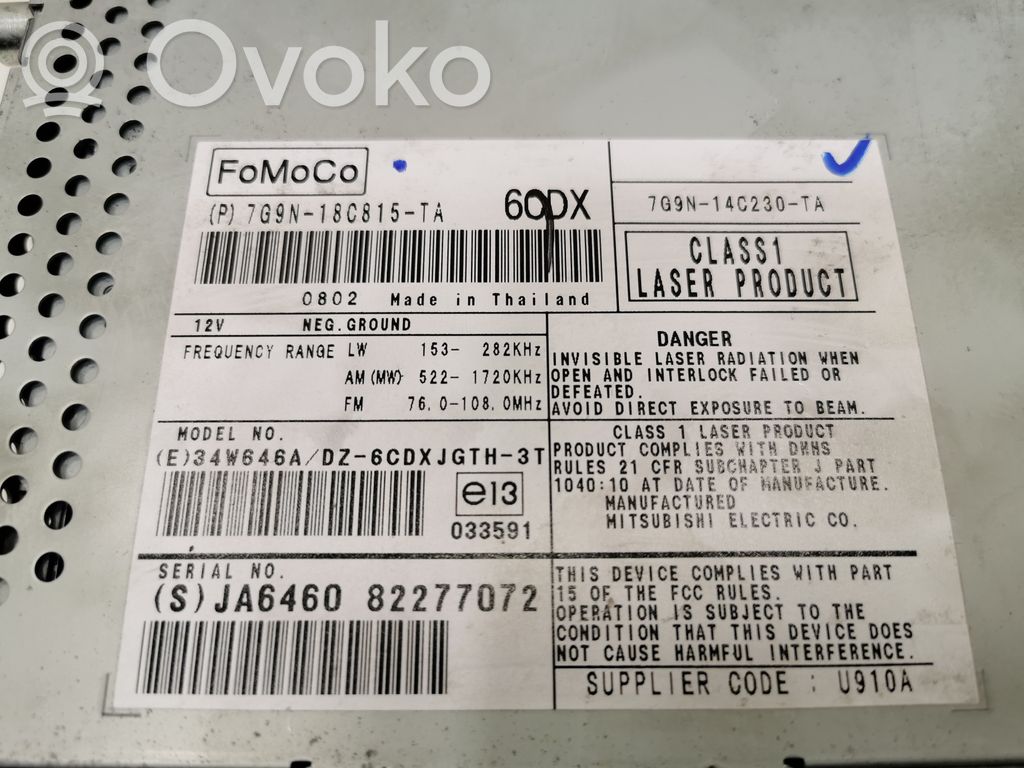 Ovoko
FoMoCo
(P) 7G9N-18C815-TA 60DX
0802 Made in Thailand
7G9N-14C230-TA
CLASS1
LASER PRODUCT
12V NEG.GROUND
FREQUENCY RANGE LW 153- 282KHz
AM(MW) 522- 1720KHz
FM 76.0-108.0MHz
DANGER
INVISIBLE LASER RADIATION WHEN
OPEN AND INTERLOCK FAILED OR
DEFEATED.
AVOID DIRECT EXPOSURE TO BEAM.
MODEL NO.
(E)34W646A/DZ-6CDXJGTH-3T
e13
033591
CLASS 1 LASER PRODUCT
PRODUCT COMPLIES WITH DHHS
RULES 21 CFR SUBCHAPTER J PART
1040:10 AT DATE OF MANUFACTURE.
MANUFACTURED
MITSUBISHI ELECTRIC CO.
SERIAL NO.
(S)JA6460 82277072
THIS DEVICE COMPLIES WITH PART
15 OF THE FCC RULES.
OPERATION IS SUBJECT TO THE
CONDITION THAT THIS DEVICE DOES
NOT CAUSE HARMFUL INTERFERENCE.
SUPPLIER CODE : U910A